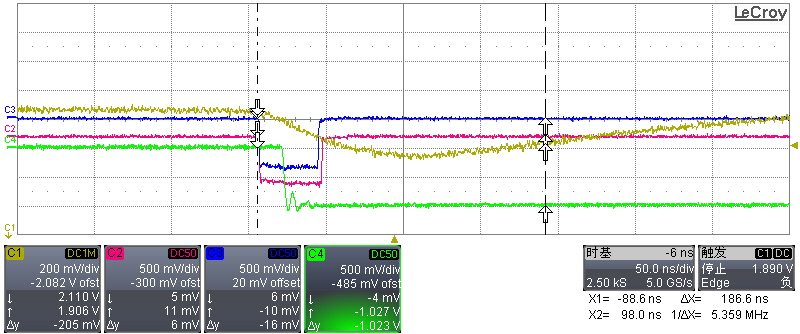 LeCroy
C3
C2
C4
C1
C1 DC1M
200 mV/div
-2.082 V ofst
↓ 2.110 V
↑ 1.906 V
Δy -205 mV
C2 DC50
500 mV/div
-300 mV ofst
↓ 5 mV
↑ 11 mV
Δy 6 mV
DC50
500 mV/div
20 mV offset
↓ 6 mV
↑ -10 mV
Δy -16 mV
C4 DC50
500 mV/div
-485 mV ofst
↓ -4 mV
↑ -1.027 V
Δy -1.023 V
时基 -6 ns
50.0 ns/div
2.50 kS 5.0 GS/s
触发 C1 DC
停止 1.890 V
Edge 负
X1= -88.6 ns ΔX= 186.6 ns
X2= 98.0 ns 1/ΔX= 5.359 MHz